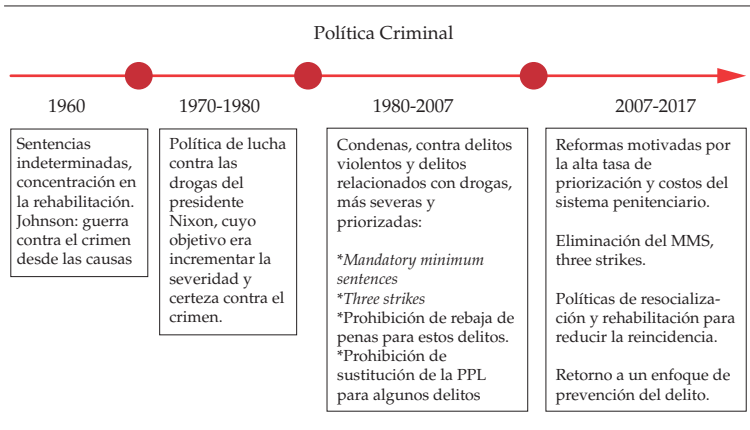 Política Criminal
1960
Sentencias
indeterminadas,
concentración en
la rehabilitación.
Johnson: guerra
contra el crimen
desde las causas
1970-1980
Política de lucha
contra las
drogas del
presidente
Nixon, cuyo
objetivo era
incrementar la
severidad y
certeza contra el
crimen.
1980-2007
Condenas, contra delitos
violentos y delitos
relacionados con drogas,
más severas y
priorizadas:
*Mandatory minimum
sentences
*Three strikes
*Prohibición de rebaja de
penas para estos delitos.
*Prohibición de
sustitución de la PPL
para algunos delitos
2007-2017
Reformas motivadas por
la alta tasa de
priorización y costos del
sistema penitenciario.
Eliminación del MMS,
three strikes.
Políticas de resocializa-
ción y rehabilitación para
reducir la reincidencia.
Retorno a un enfoque de
prevención del delito.